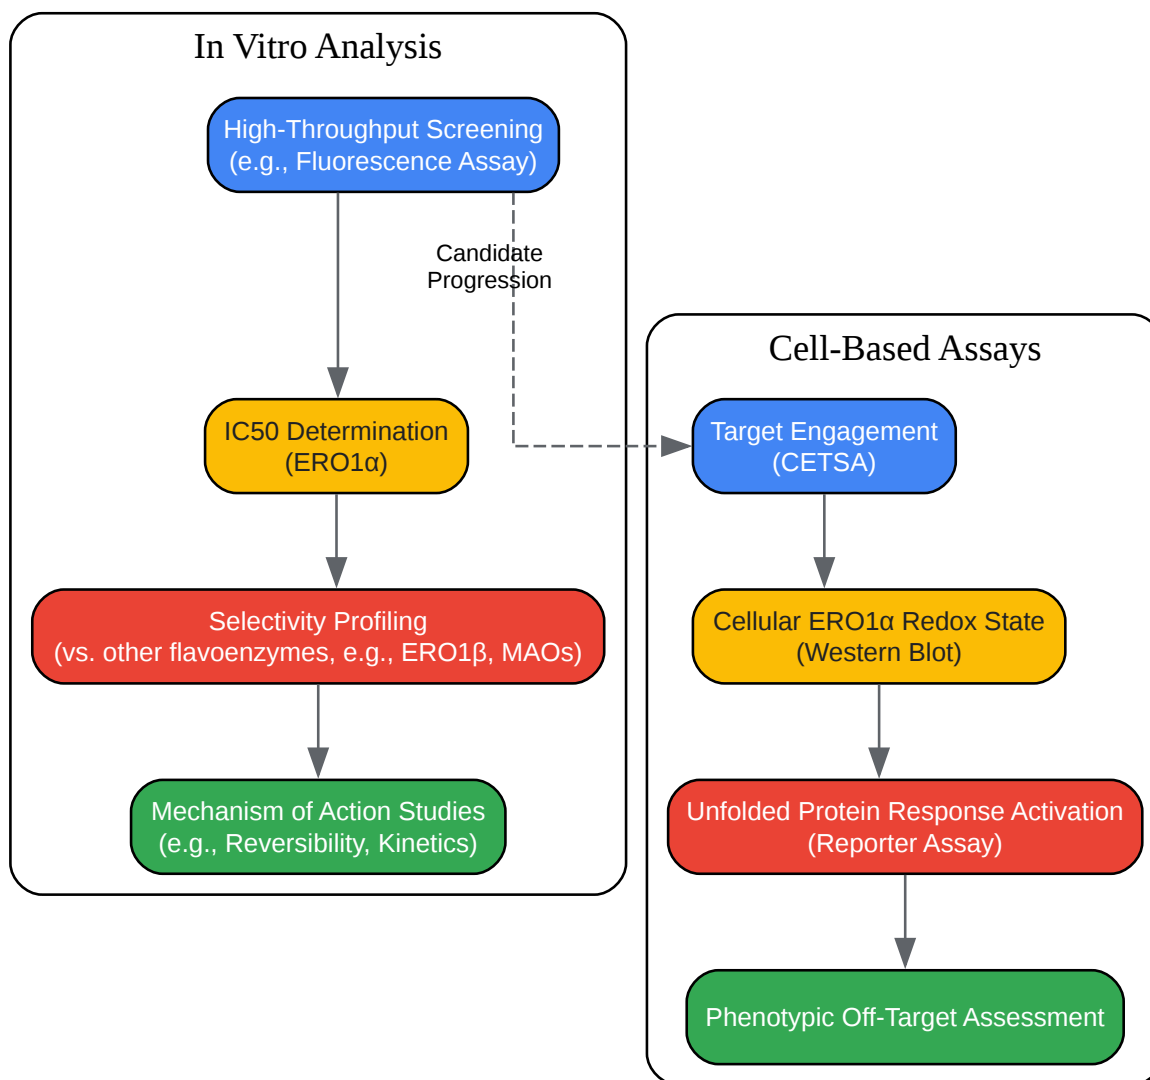 In Vitro Analysis
High-Throughput Screening
(e.g., Fluorescence Assay)
Candidate
Progression
IC50 Determination
(ERO1α)
Selectivity Profiling
(vs. other flavoenzymes, e.g., ERO1β, MAOs)
Mechanism of Action Studies
(e.g., Reversibility, Kinetics)
Cell-Based Assays
Target Engagement
(CETSA)
Cellular ERO1α Redox State
(Western Blot)
Unfolded Protein Response Activation
(Reporter Assay)
Phenotypic Off-Target Assessment